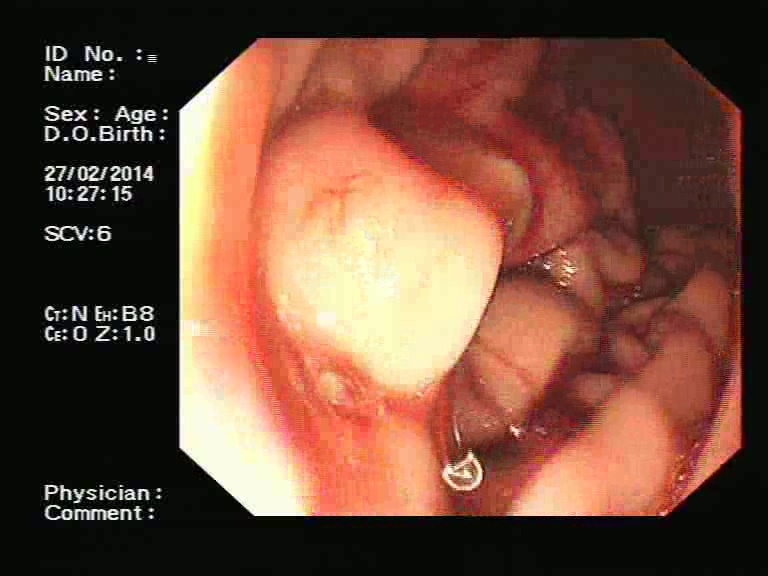 ID No. :
Name:
Sex: Age:
D.O.Birth:
27/02/2014
10:27:15
SCV:6
CT:N EH:B8
CE:0 Z:1.0
Physician:
Comment: